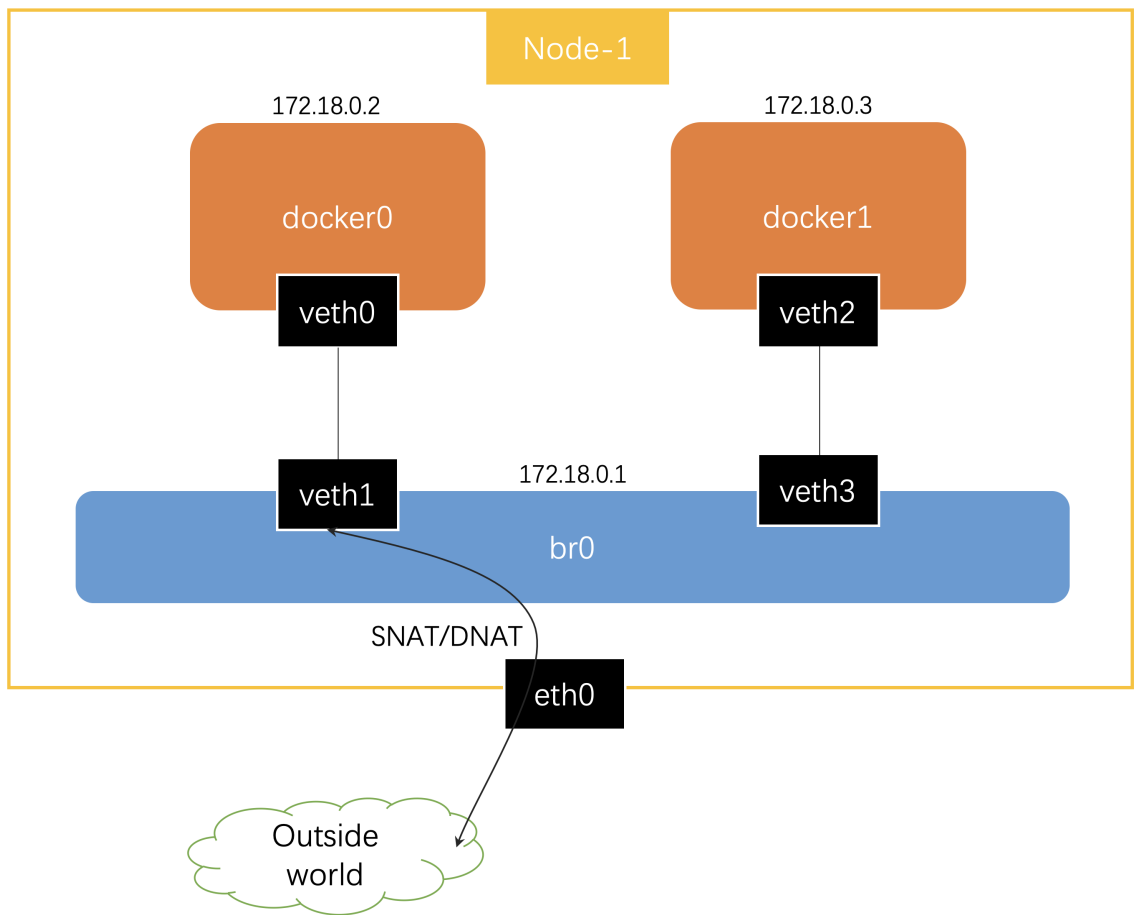 Node-1
172.18.0.2
172.18.0.3
docker0
docker1
veth0
veth2
172.18.0.1
veth1
veth3
br0
SNAT/DNAT
eth0
Outside
world